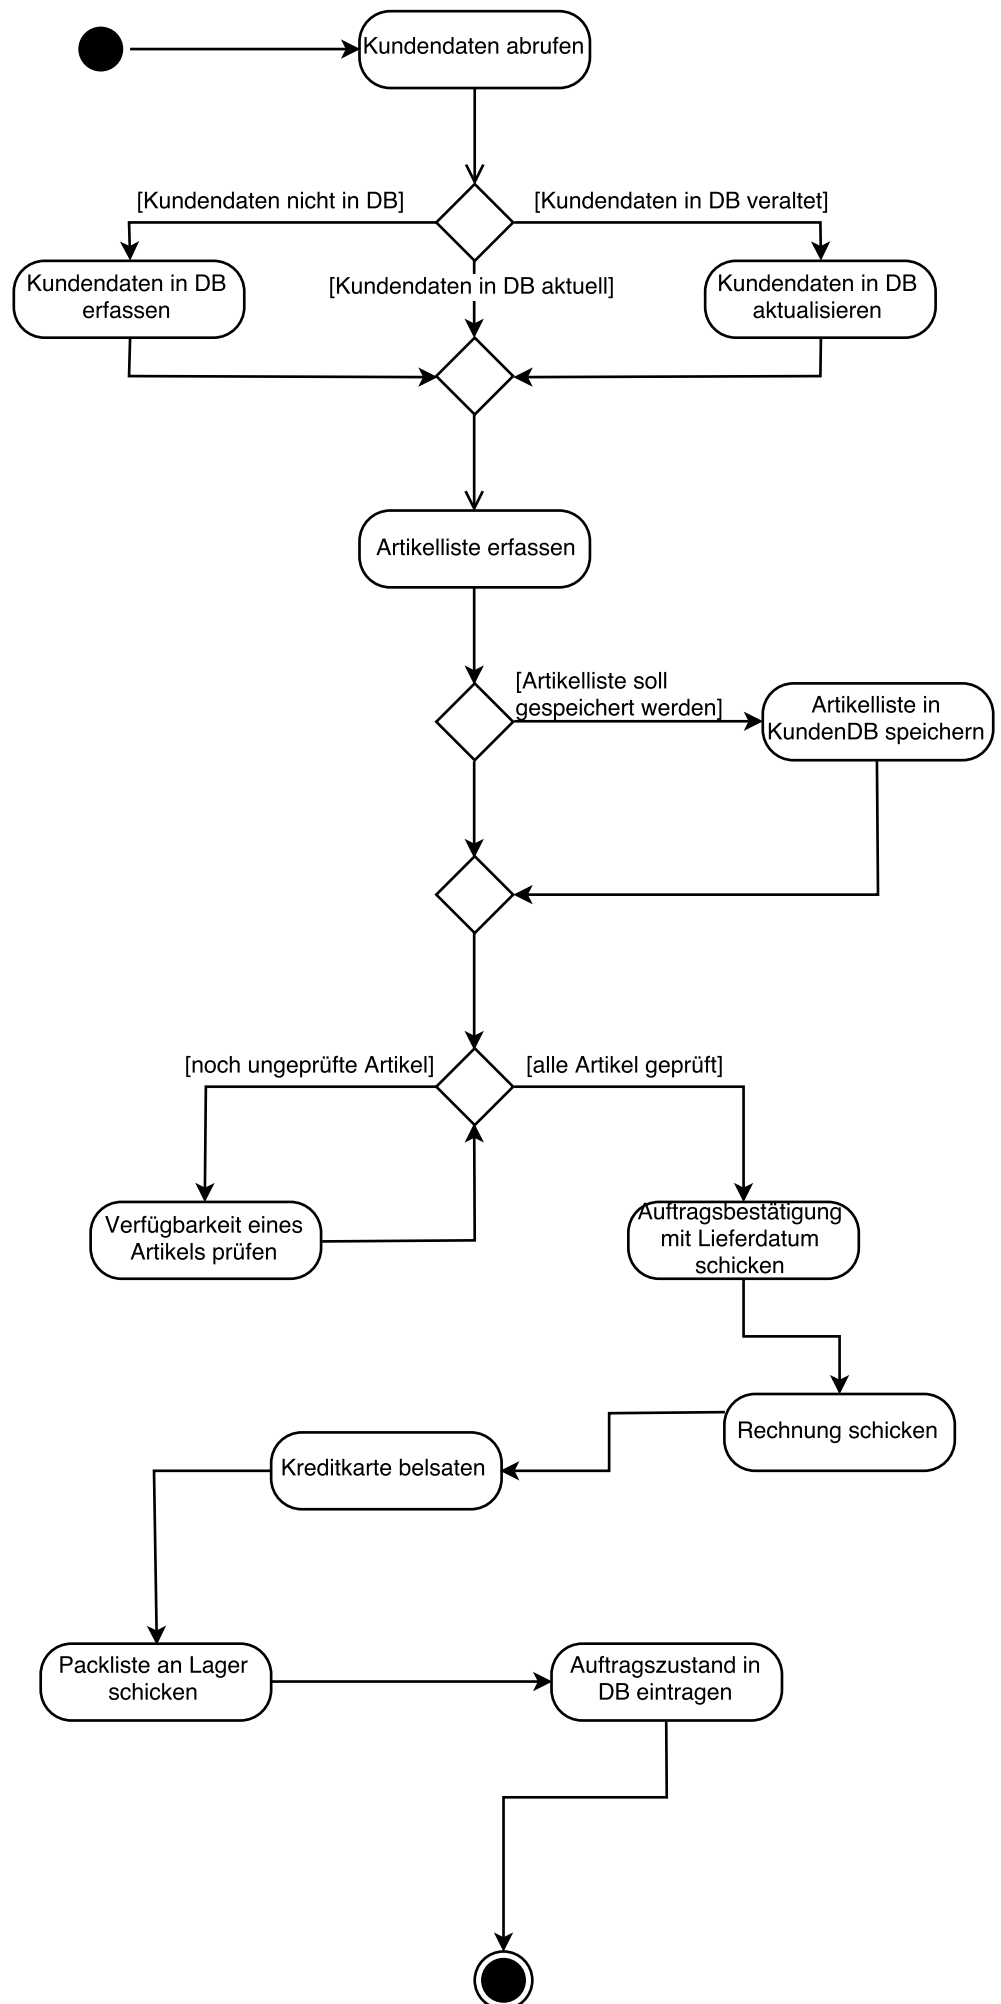 Kundendaten abrufen
[Kundendaten nicht in DB]
[Kundendaten in DB veraltet]
Kundendaten in DB
erfassen
[Kundendaten in DB aktuell]
Kundendaten in DB
aktualisieren
Artikelliste erfassen
[Artikelliste soll
gespeichert werden]
Artikelliste in
KundenDB speichern
[noch ungeprüfte Artikel]
[alle Artikel geprüft]
Verfügbarkeit eines
Artikels prüfen
Auftragsbestätigung
mit Lieferdatum
schicken
Rechnung schicken
Kreditkarte belsaten
Packliste an Lager
schicken
Auftragszustand in
DB eintragen